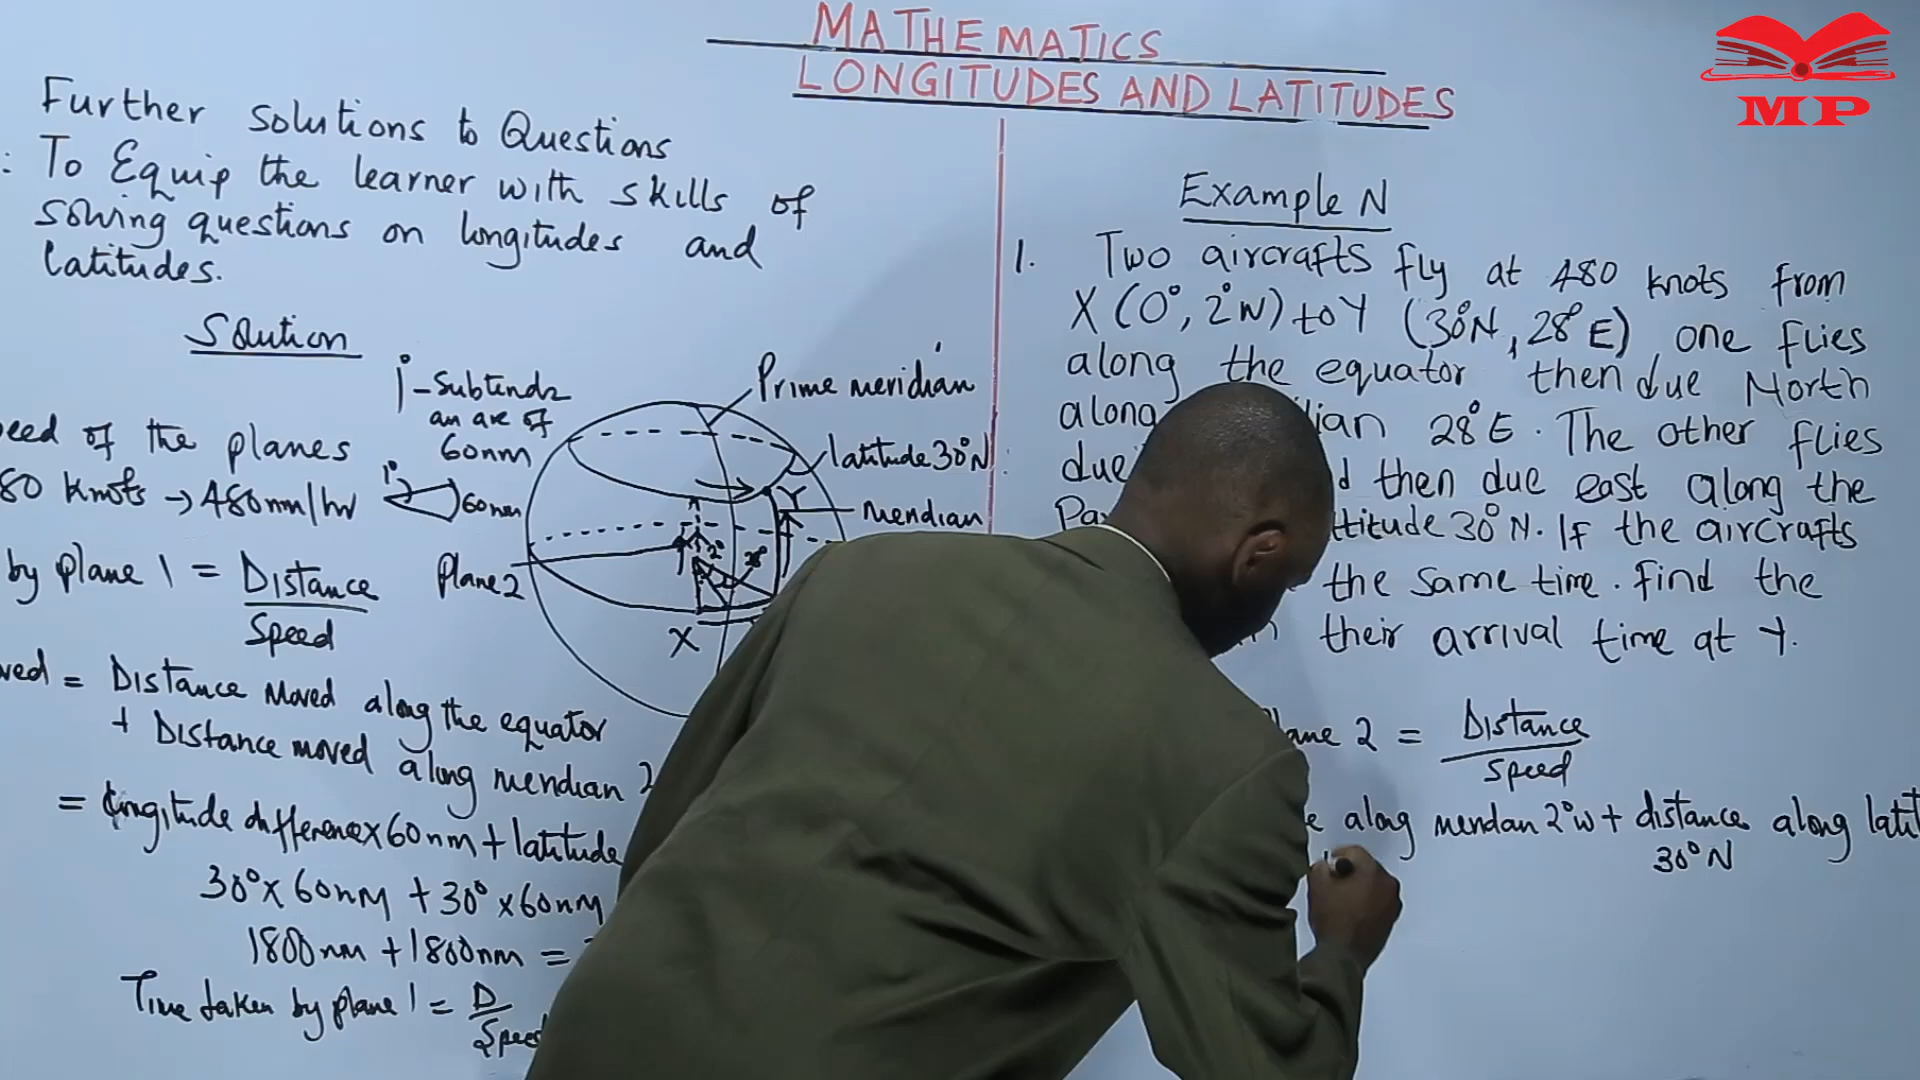 MATHEMATICS
LONGITUDES AND LATITUDES
MP
Further solutions to Questions
: To Equip the learner with skills of
solving questions on longitudes and
latitudes.
Solution
eed of the planes
80 Knots → 480nm/hr
by plane 1 = Distance
Speed
ved = Distance moved along the equator
+ Distance moved along meridian 2
= longitude difference x 60nm + latitude
30° x 60nm + 30° x 60nm
1800nm + 1800nm =
Time taken by plane 1 = D
Speed
1° - Subtends
an arc of
60nm
1°
60nm
Prime meridian
latitude 30°N
Y
Meridian
Plane 2
2°
28°
X
Example N
1. Two aircrafts fly at 480 knots from
X (0°, 2°W) to Y (30°N, 28°E) one flies
along the equator then due North
along dian 28°E. The other flies
due d then due east along the
Pa titude 30°N. If the aircrafts
the same time. Find the
in their arrival time at Y.
lane 2 = Distance
Speed
e along meridan 2°W + distance along latit
30°N